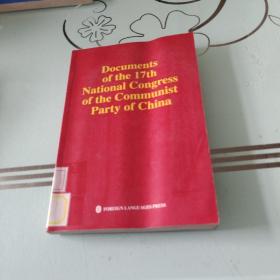 Documents
of the 17th
National Congress
of the Communist
Party of China
FOREIGN LANGUAGES PRESS